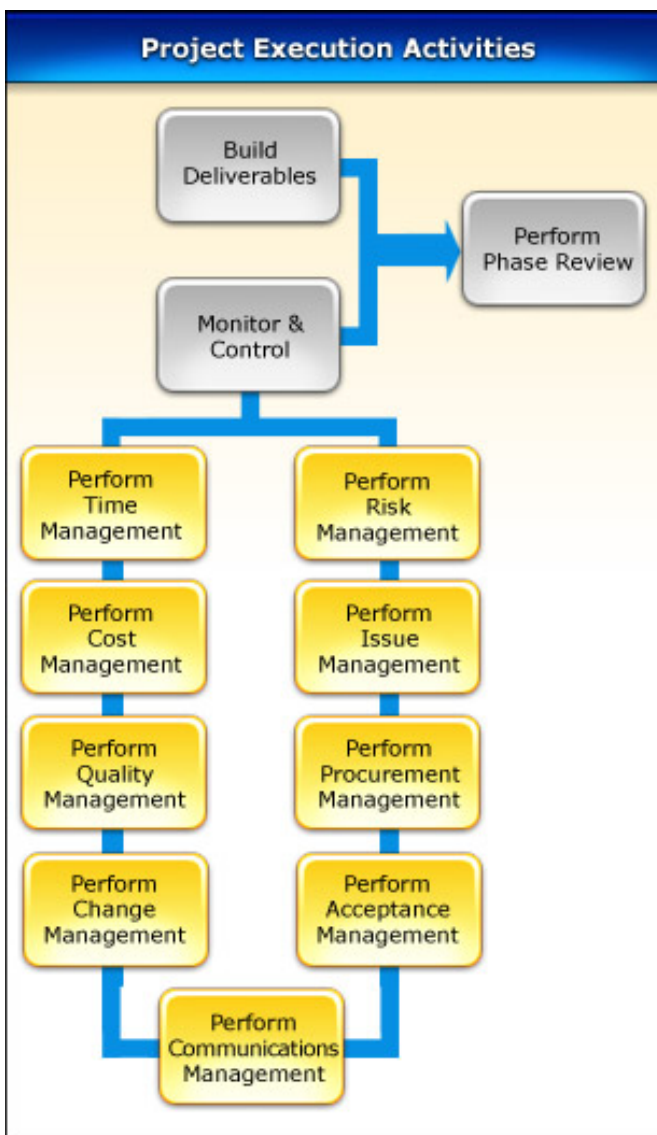 Project Execution Activities
Build
Deliverables
Perform
Phase Review
Monitor &
Control
Perform
Time
Management
Perform
Risk
Management
Perform
Cost
Management
Perform
Issue
Management
Perform
Quality
Management
Perform
Procurement
Management
Perform
Change
Management
Perform
Acceptance
Management
Perform
Communications
Management